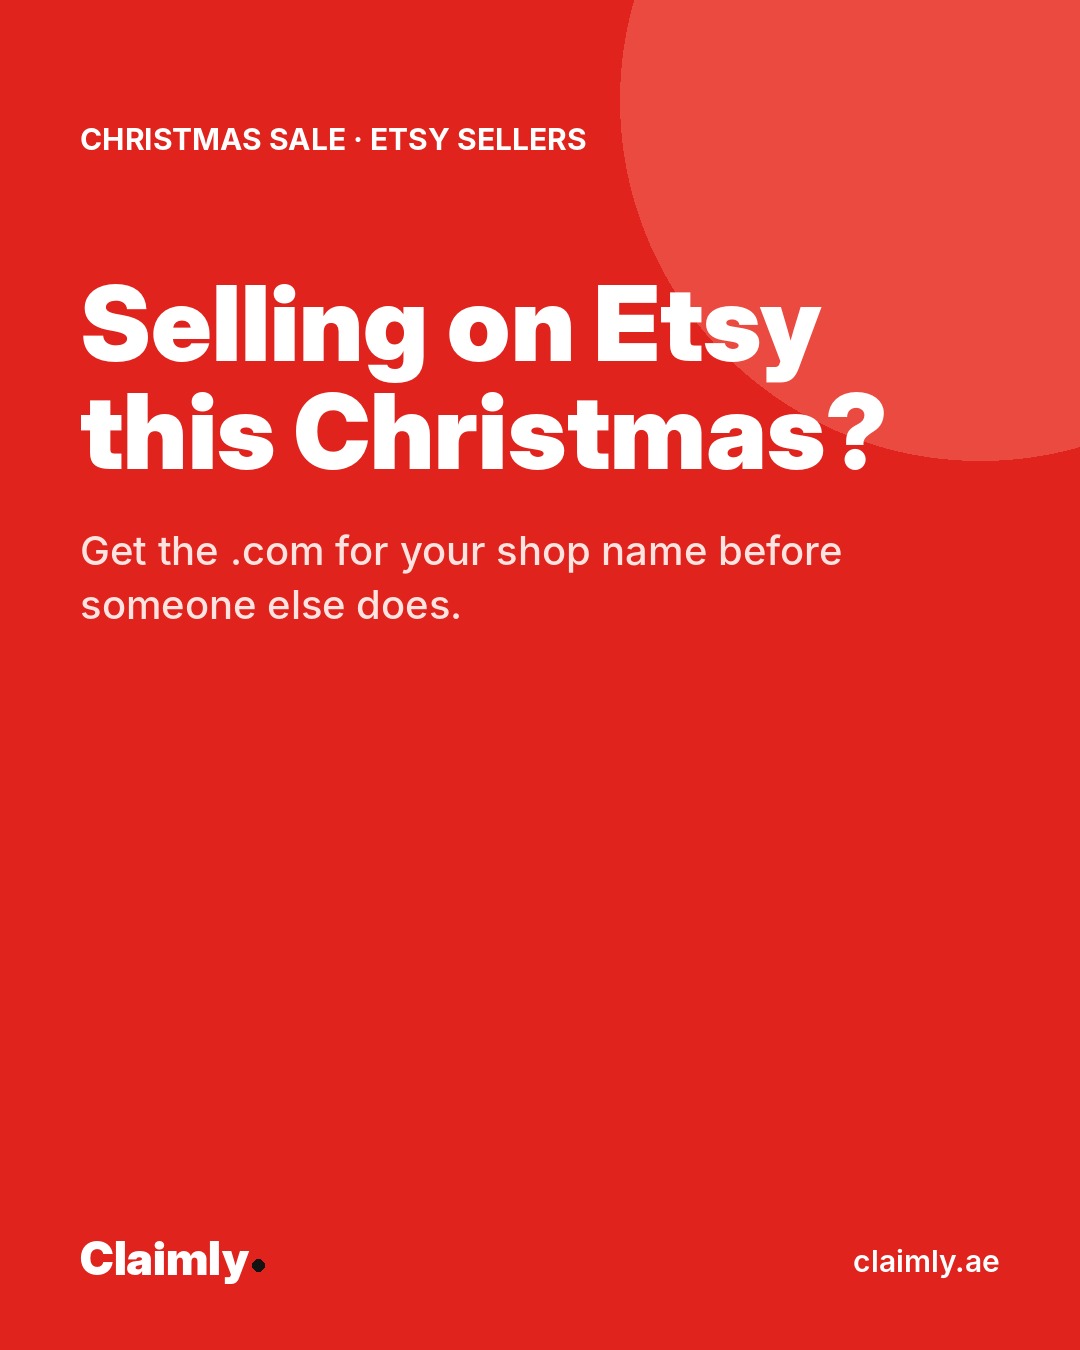 CHRISTMAS SALE · ETSY SELLERS
Selling on Etsy
this Christmas?
Get the .com for your shop name before
someone else does.
Claimly.
claimly.ae